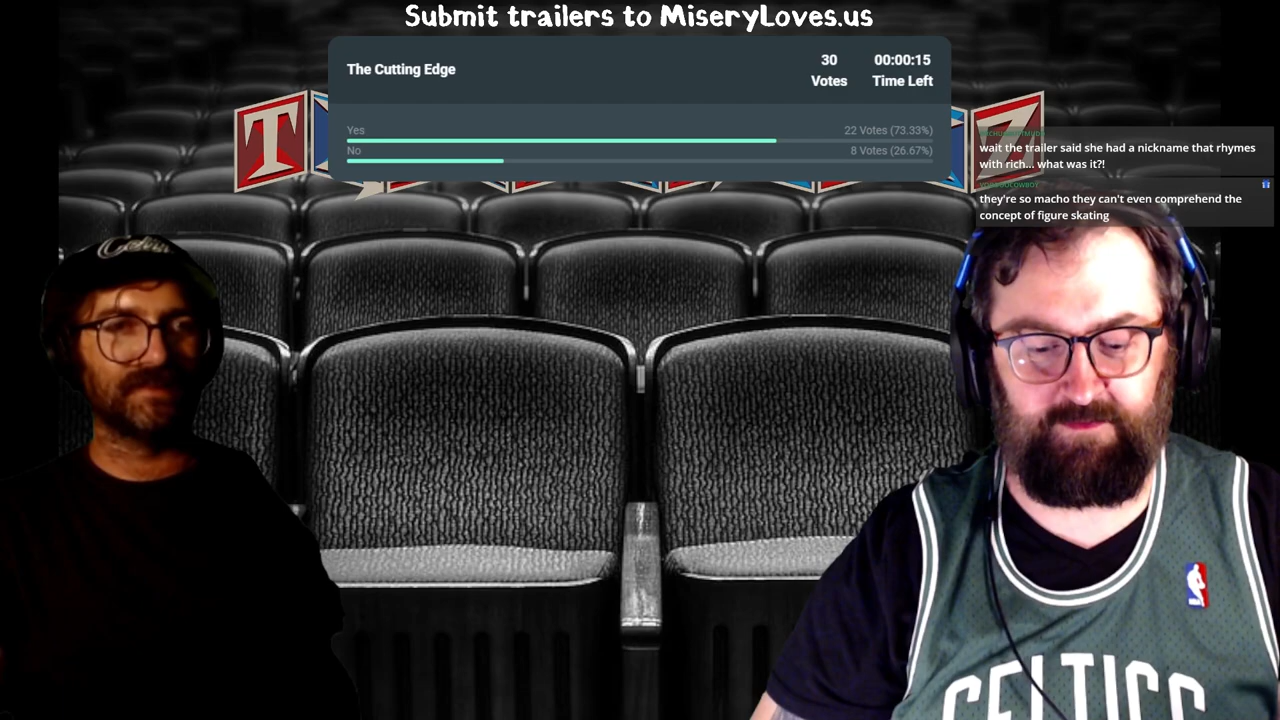 Submit trailers to MiseryLoves.us
The Cutting Edge
30
Votes
00:00:15
Time Left
Yes
22 Votes (73.33%)
No
8 Votes (26.67%)
T
Z
wait the trailer said she had a nickname that rhymes
with rich... what was it?!
they're so macho they can't even comprehend the
concept of figure skating
CELTICS